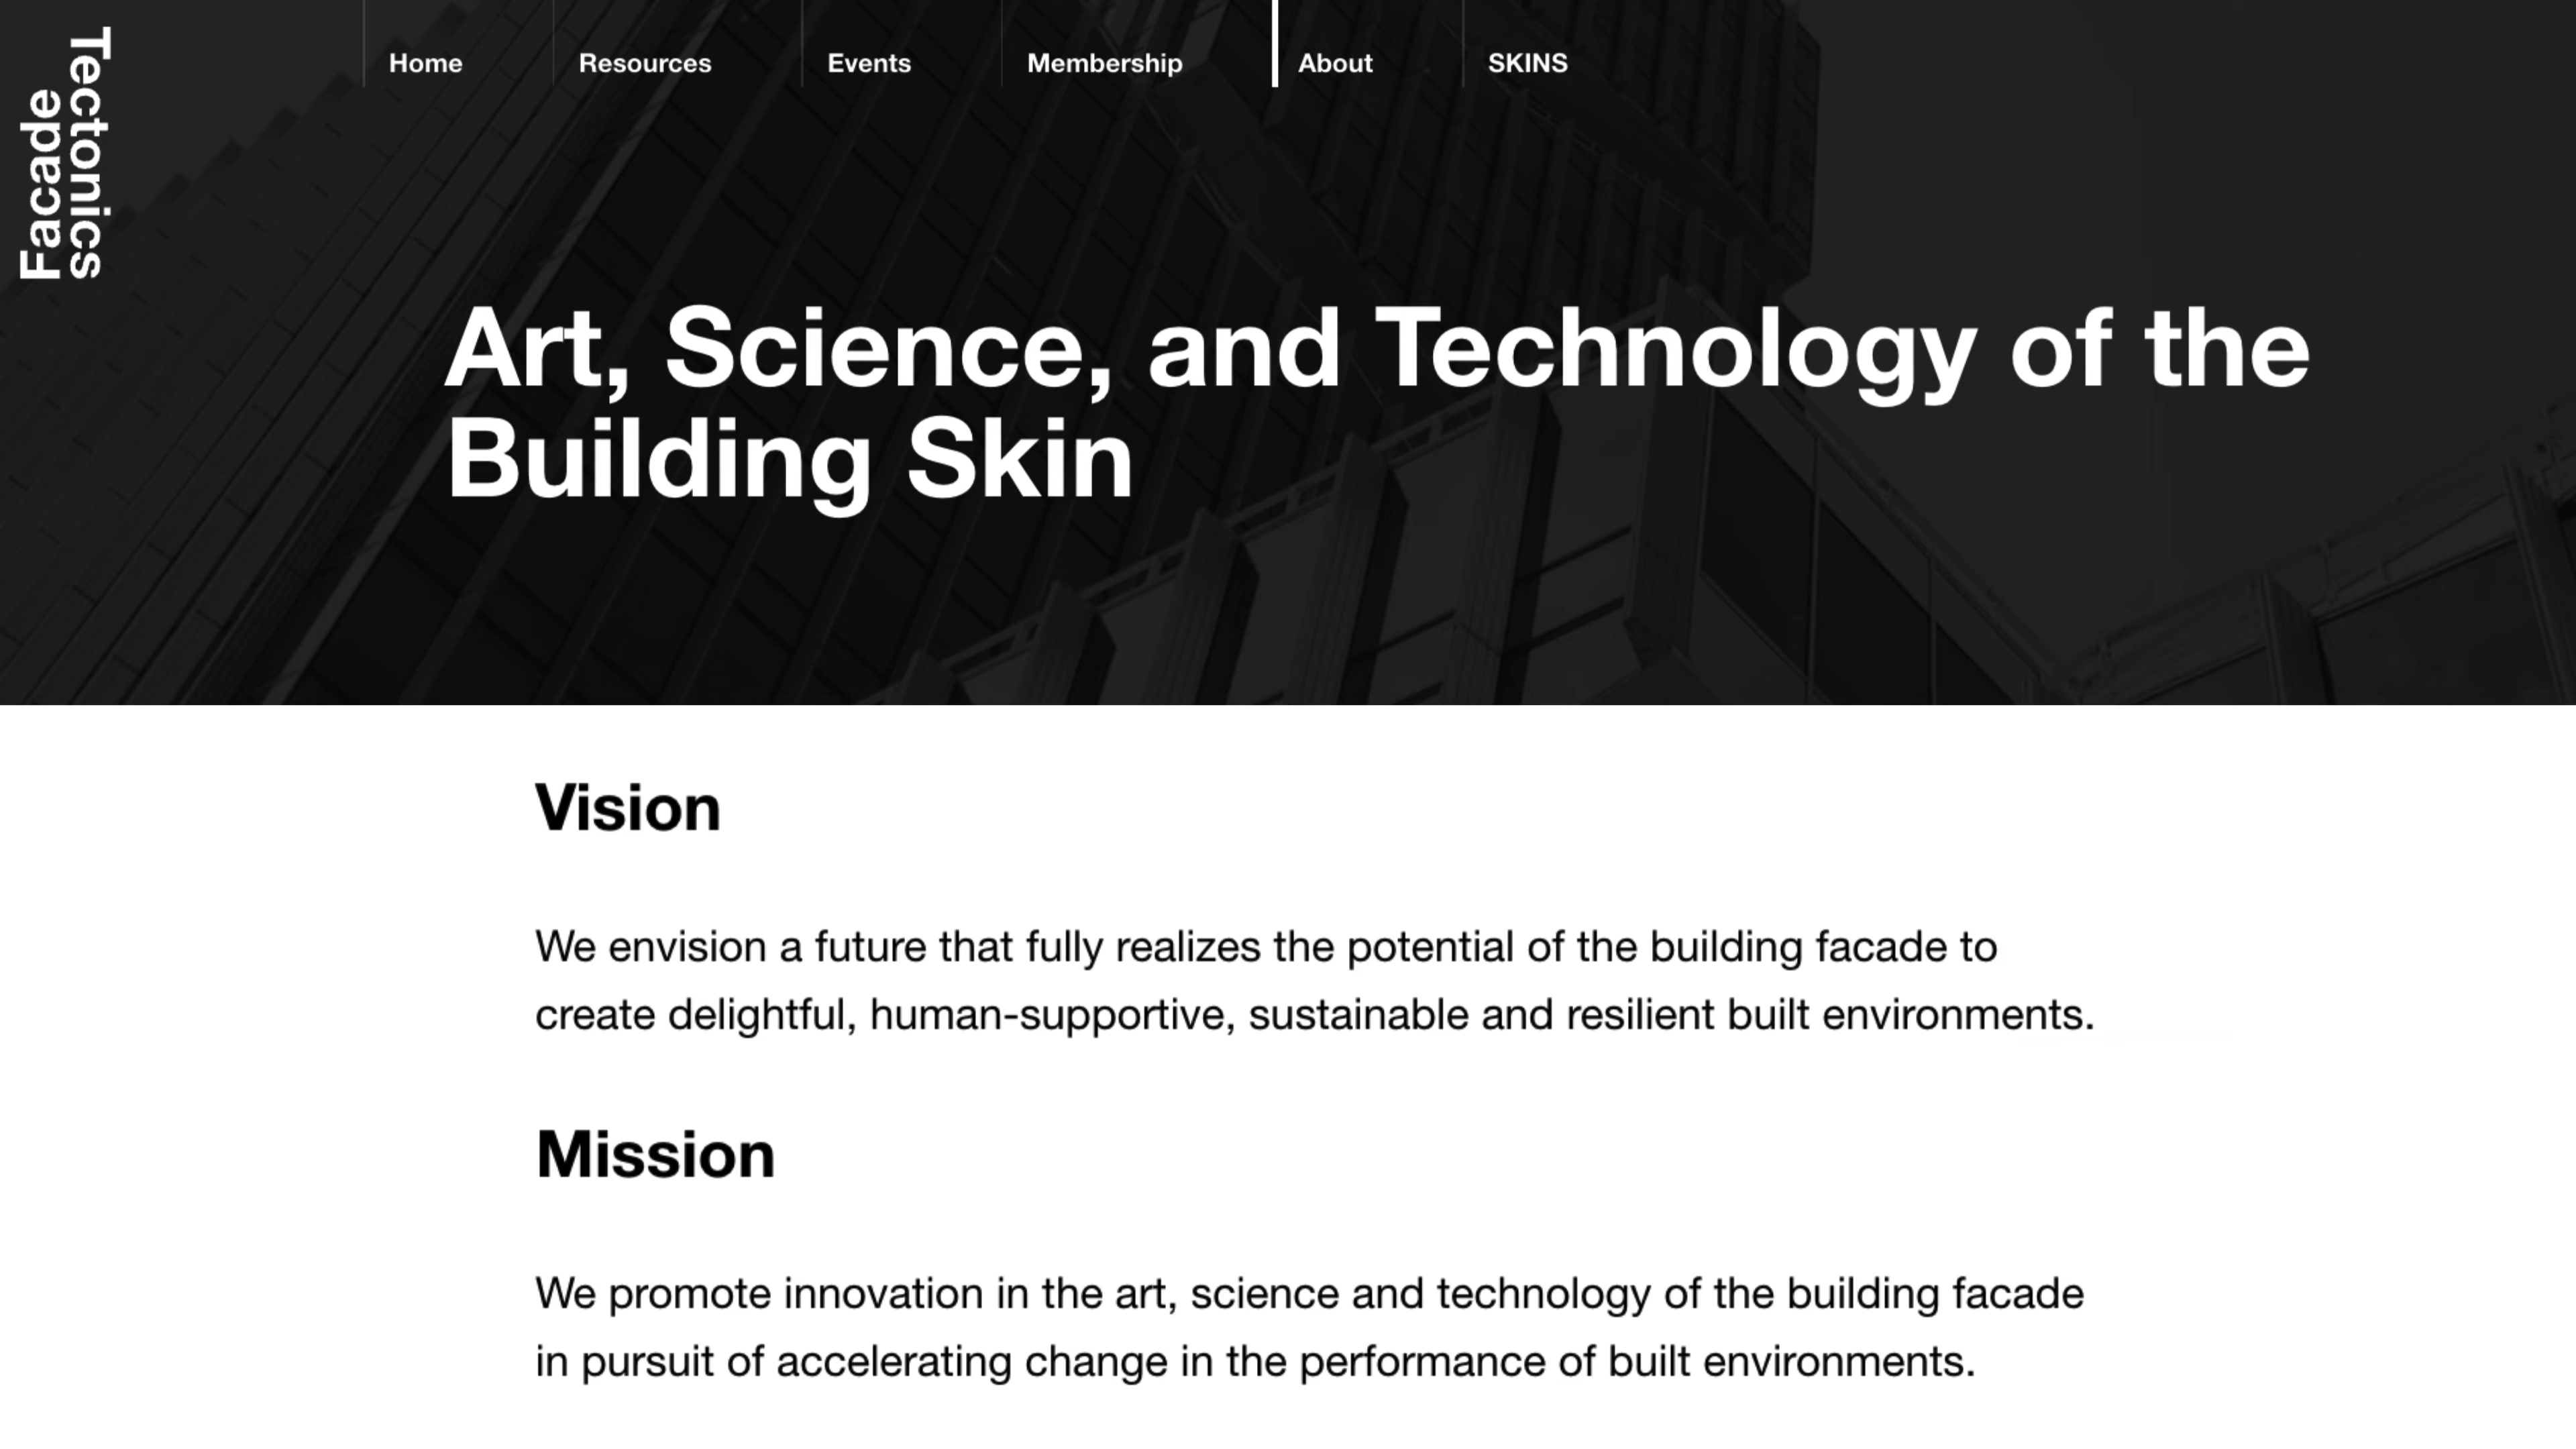 Facade
Tectonics
Home
Resources
Events
Membership
About
SKINS
Art, Science, and Technology of the
Building Skin
Vision
We envision a future that fully realizes the potential of the building facade to
create delightful, human-supportive, sustainable and resilient built environments.
Mission
We promote innovation in the art, science and technology of the building facade
in pursuit of accelerating change in the performance of built environments.